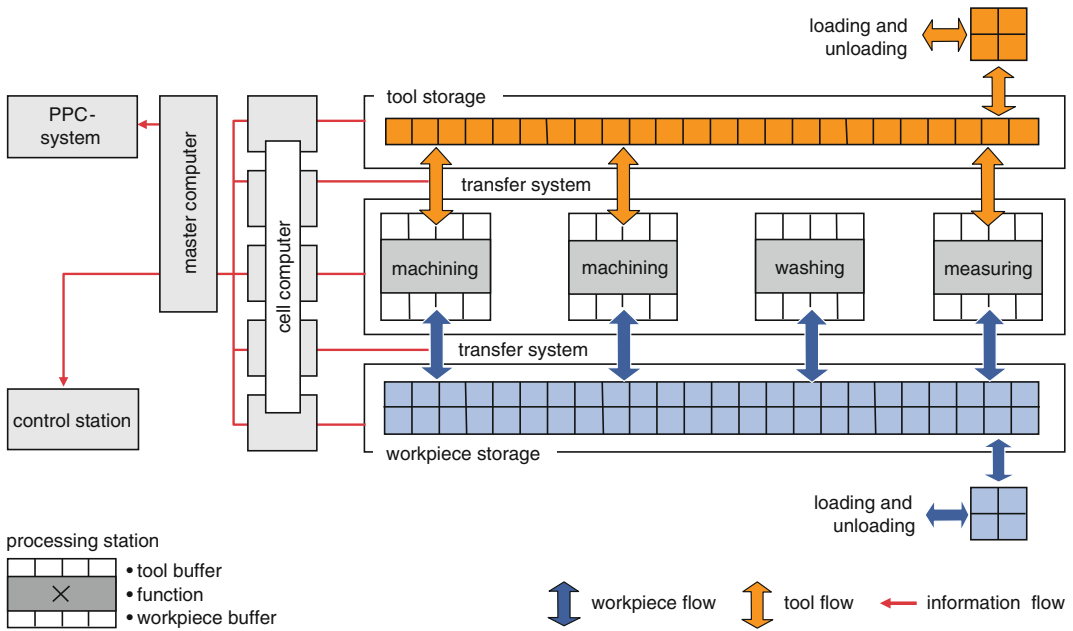 loading and
unloading
PPC-
system
master computer
cell computer
tool storage
transfer system
machining
machining
washing
measuring
transfer system
control station
workpiece storage
loading and
unloading
processing station
• tool buffer
• function
• workpiece buffer
workpiece flow
tool flow
information flow